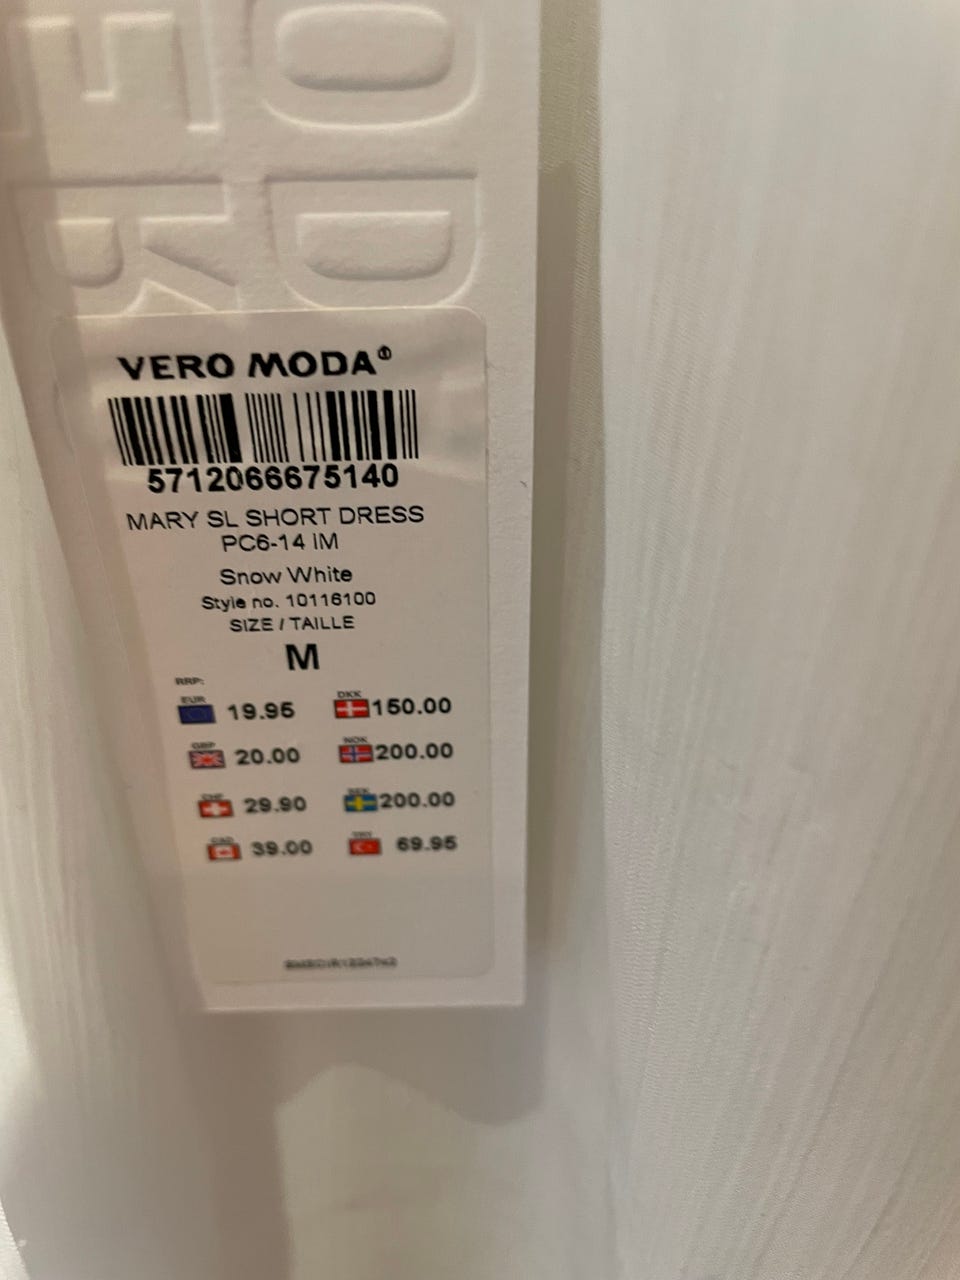 VERO MODA®
5712066675140
MARY SL SHORT DRESS
PC6-14 IM
Snow White
Style no. 10116100
SIZE / TAILLE
M
RRP:
EUR 19.95 DKK 150.00
GBP 20.00 NOK 200.00
CHF 29.90 SEK 200.00
CAD 39.00 TRY 69.95